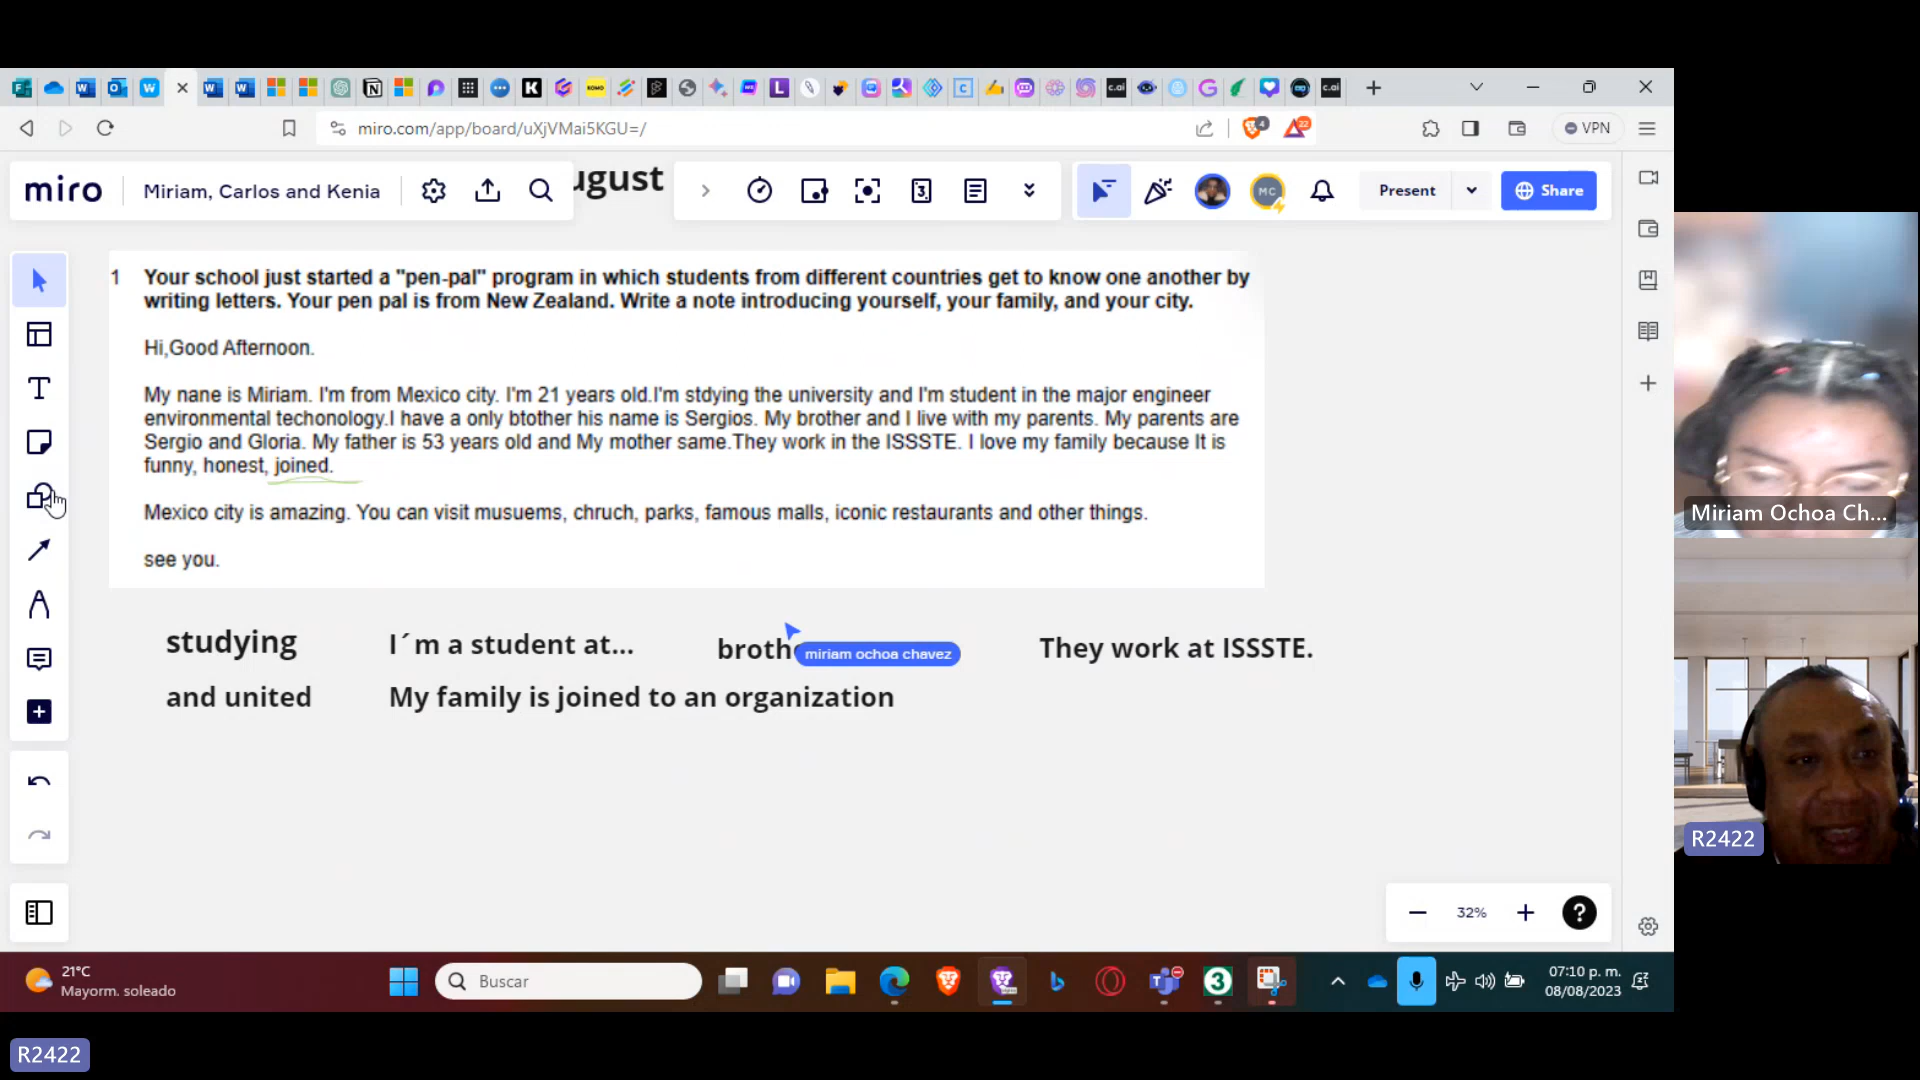 miro.com/app/board/uXjVMai5KGU=/
VPN
ugust
miro
Miriam, Carlos and Kenia
MC
Present
Share
1 Your school just started a "pen-pal" program in which students from different countries get to know one another by
writing letters. Your pen pal is from New Zealand. Write a note introducing yourself, your family, and your city.
Hi,Good Afternoon.
My nane is Miriam. I'm from Mexico city. I'm 21 years old.I'm stdying the university and I'm student in the major engineer
environmental techonology.I have a only btother his name is Sergios. My brother and I live with my parents. My parents are
Sergio and Gloria. My father is 53 years old and My mother same.They work in the ISSSTE. I love my family because It is
funny, honest, joined.
Mexico city is amazing. You can visit musuems, chruch, parks, famous malls, iconic restaurants and other things.
see you.
studying
I´m a student at...
broth
miriam ochoa chavez
They work at ISSSTE.
and united
My family is joined to an organization
32%
Miriam Ochoa Ch...
R2422
21°C
Mayorm. soleado
Buscar
07:10 p. m.
08/08/2023
R2422